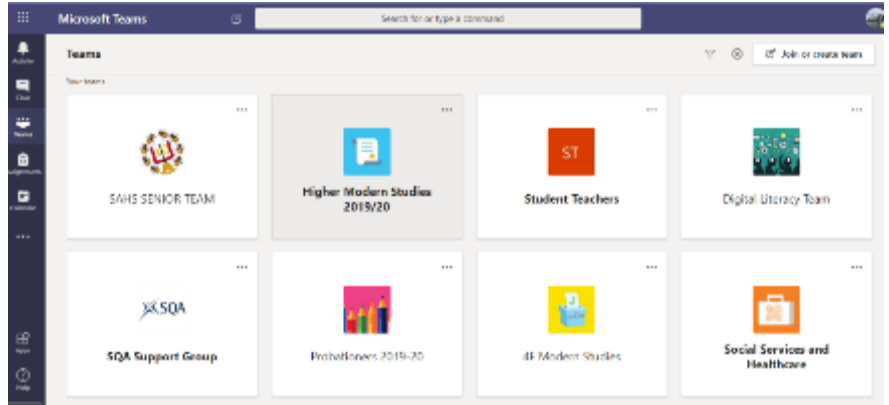 Microsoft Teams
Search for or type a command
Teams
Join or create team
Your teams
Activity
Chat
Teams
Assignments
Calendar
SAHS SENIOR TEAM
Higher Modern Studies
2019/20
ST
Student Teachers
Digital Literacy Team
SQA
SQA Support Group
Probationers 2019-20
4F Modern Studies
Social Services and
Healthcare
Apps
Help